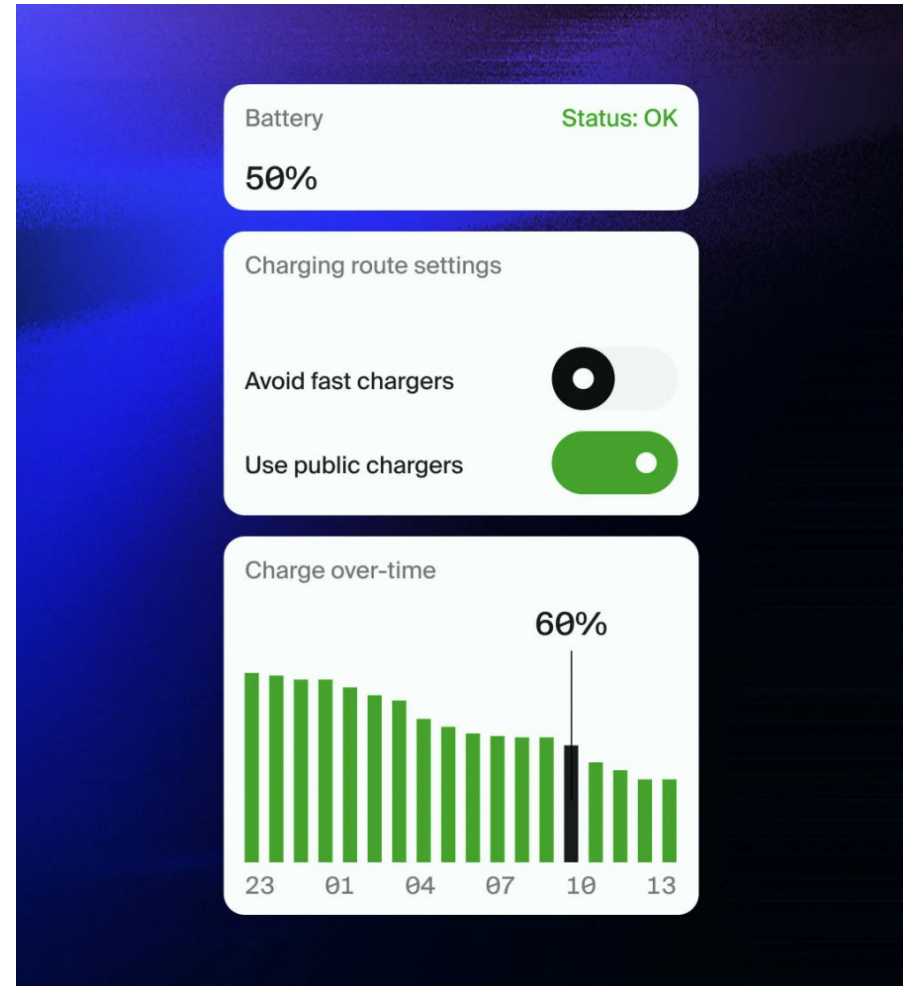 Battery
Status: OK
50%
Charging route settings
Avoid fast chargers
Use public chargers
Charge over-time
60%
23 01 04 07 10 13